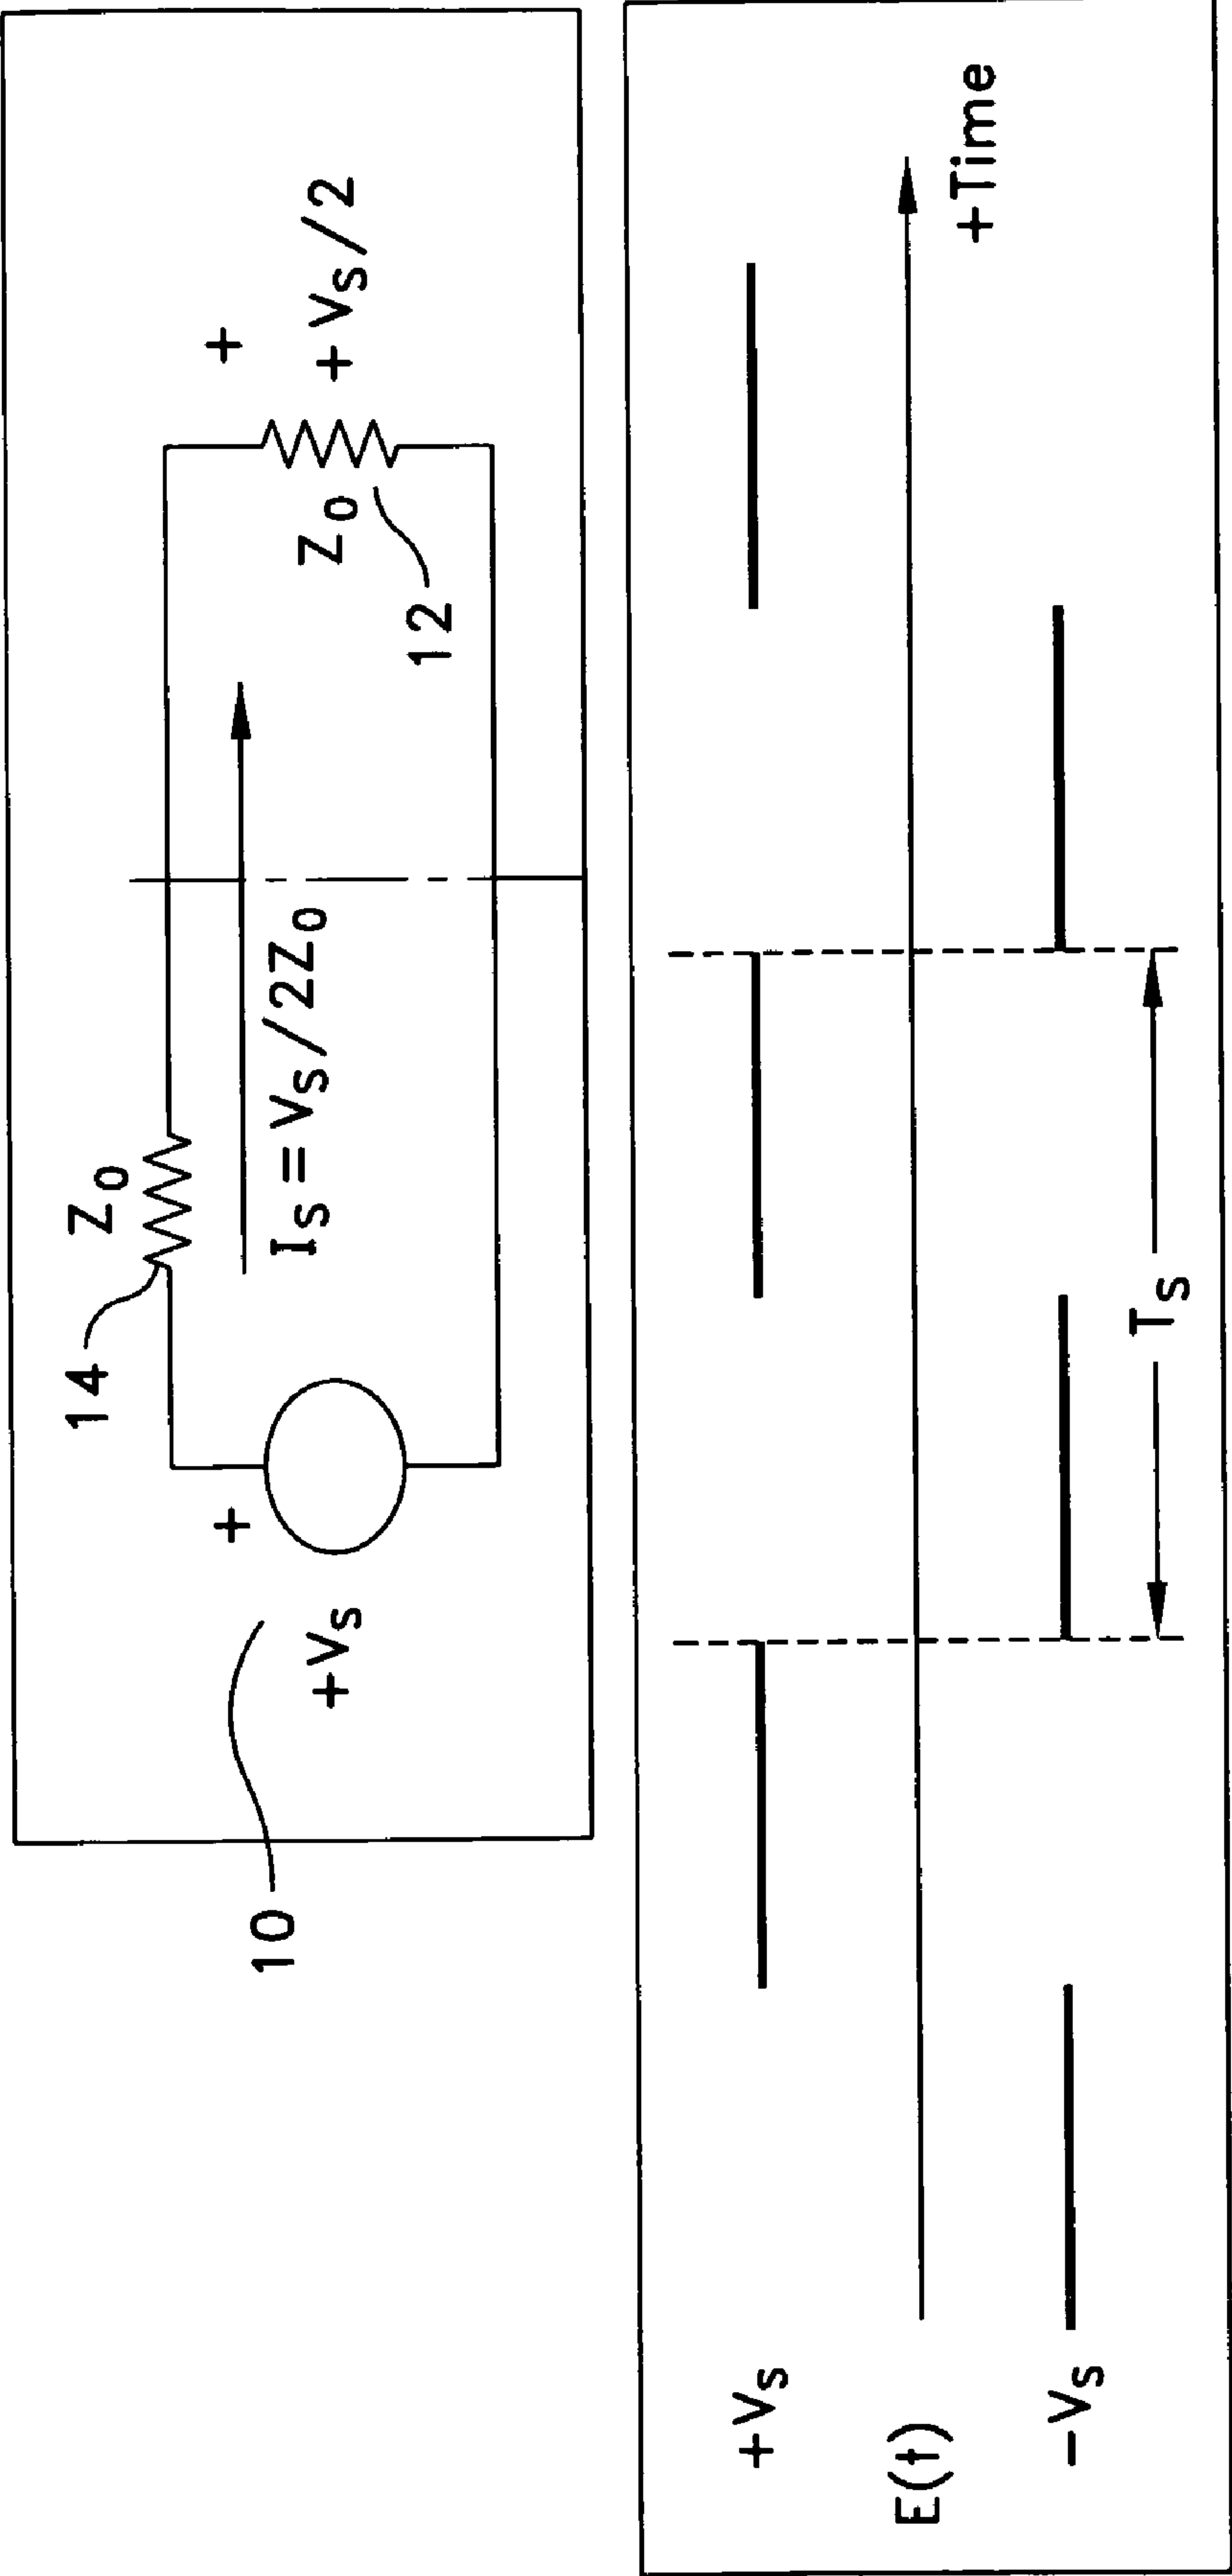 14
Z₀
10
+
+Vₛ
Iₛ = Vₛ/2Z₀
Z₀
12
+
+Vₛ/2
+Vₛ
E(t)
-Vₛ
Tₛ
+Time